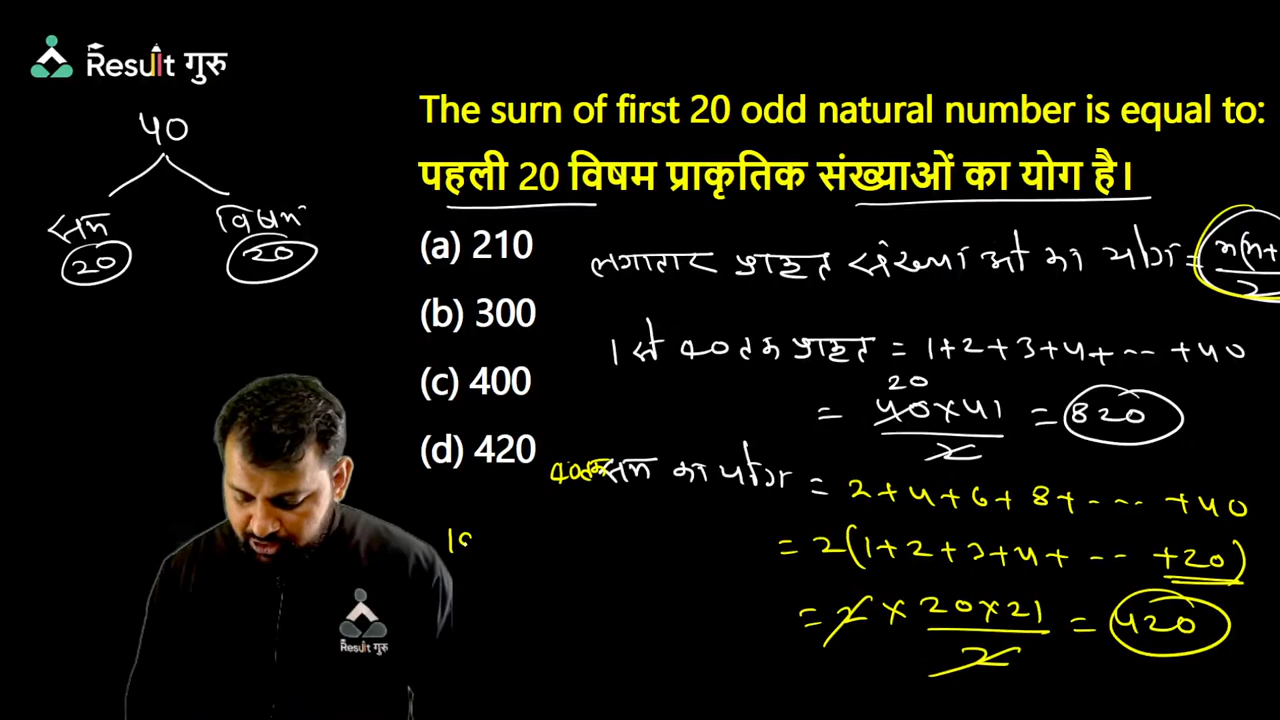 Result गुरु
The surn of first 20 odd natural number is equal to:
पहली 20 विषम प्राकृतिक संख्याओं का योग है।
40
सम
विषम
20
20
(a) 210
(b) 300
(c) 400
(d) 420
लगातार प्राकृत संख्याओं का योग = n(n+
2
1 से 40 तक प्राकृत = 1+2+3+4+ --- +40
20
= 40×41 = 820
2
40तक सम का योग = 2+4+6+8+ ---- +40
= 2(1+2+3+4+ --- +20)
= 2 × 20×21 = 420
2
Result गुरु